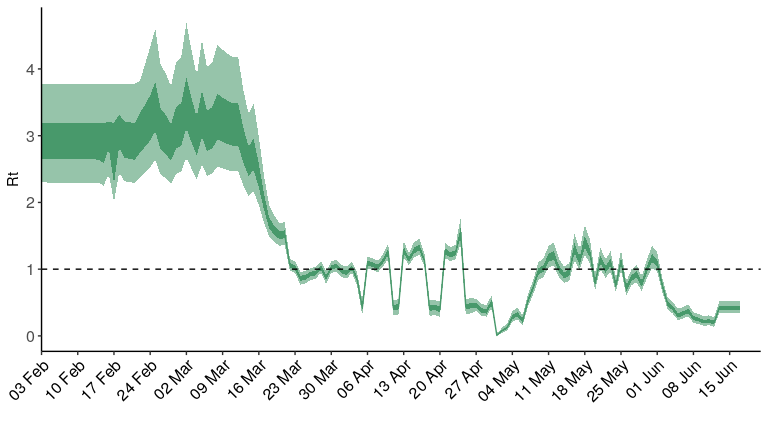 Rt
4
3
2
1
0
03 Feb
10 Feb
17 Feb
24 Feb
02 Mar
09 Mar
16 Mar
23 Mar
30 Mar
06 Apr
13 Apr
20 Apr
27 Apr
04 May
11 May
18 May
25 May
01 Jun
08 Jun
15 Jun